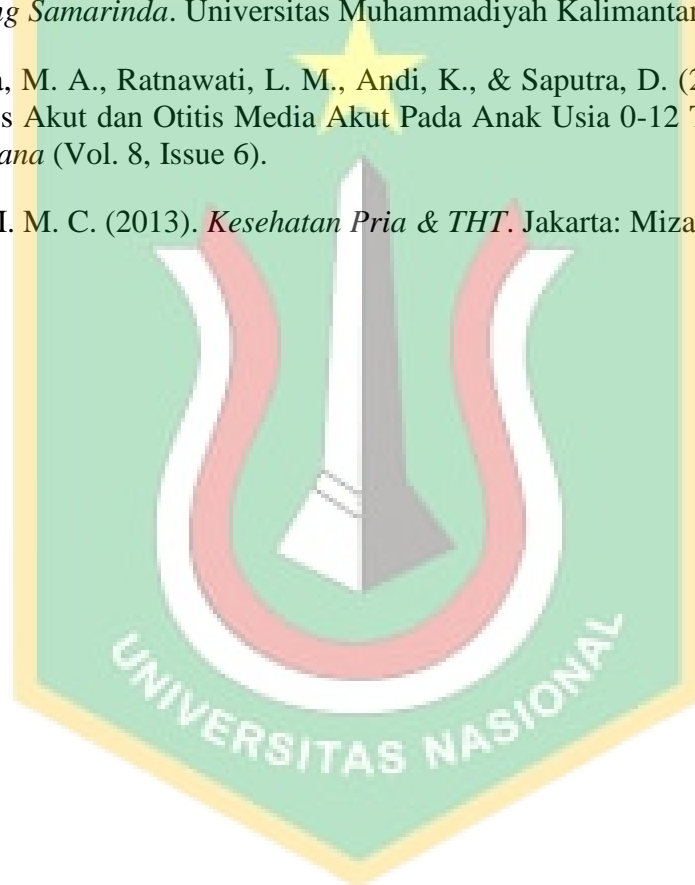 ng Samarinda. Universitas Muhammadiyah Kalimantan
a, M. A., Ratnawati, L. M., Andi, K., & Saputra, D. (2
s Akut dan Otitis Media Akut Pada Anak Usia 0-12 T
ana (Vol. 8, Issue 6).
M. C. (2013). Kesehatan Pria & THT. Jakarta: Miza
UNIVERSITAS NASIONAL